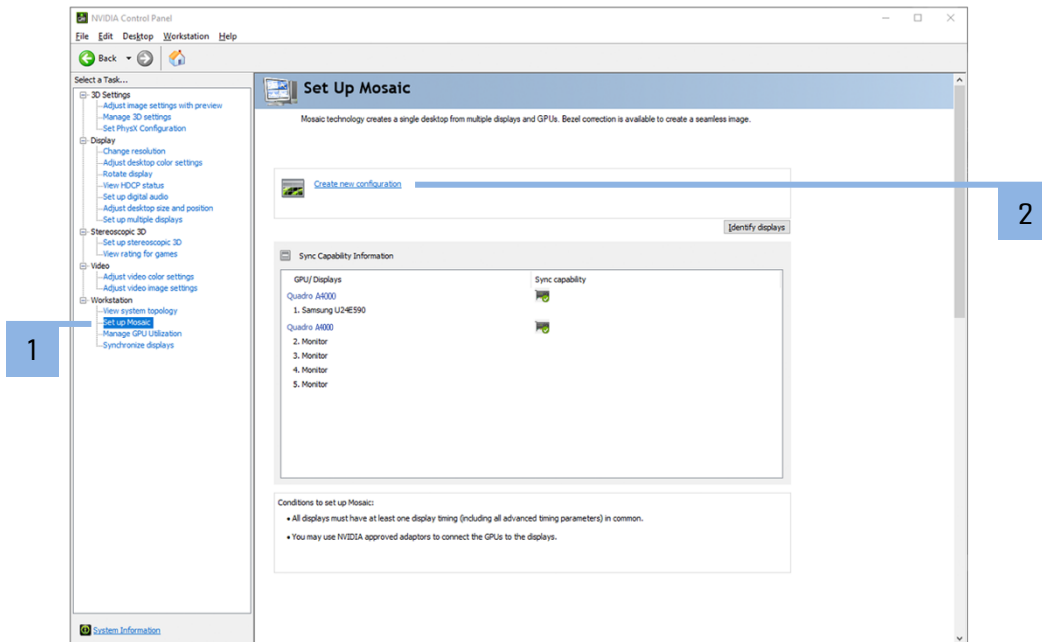 NVIDIA Control Panel
File Edit Desktop Workstation Help
Back
Select a Task...
3D Settings
Adjust image settings with preview
Manage 3D settings
Set PhysX Configuration
Display
Change resolution
Adjust desktop color settings
Rotate display
View HDCP status
Set up digital audio
Adjust desktop size and position
Set up multiple displays
Stereoscopic 3D
Set up stereoscopic 3D
View rating for games
Video
Adjust video color settings
Adjust video image settings
Workstation
View system topology
Set up Mosaic
Manage GPU Utilization
Synchronize displays
System Information
1
Set Up Mosaic
Mosaic technology creates a single desktop from multiple displays and GPUs. Bezel correction is available to create a seamless image.
Create new configuration
2
Identify displays
Sync Capability Information
GPU/Displays Sync capability
Quadro A4000
1. Samsung U24E590
Quadro A4000
2. Monitor
3. Monitor
4. Monitor
5. Monitor
Conditions to set up Mosaic:
• All displays must have at least one display timing (including all advanced timing parameters) in common.
• You may use NVIDIA approved adaptors to connect the GPUs to the displays.